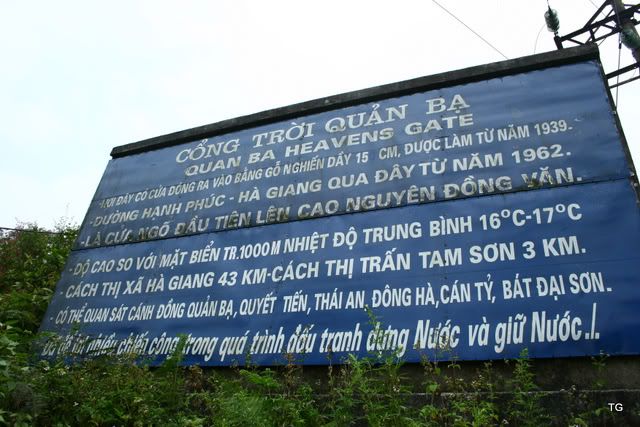 CỔNG TRỜI QUẢN BẠ
QUAN BA HEAVENS GATE
-NƠI ĐÂY CÓ CỬA ĐÓNG RA VÀO BẰNG GỖ NGHIẾN DẦY 15 CM, ĐƯỢC LÀM TỪ NĂM 1939.
-ĐƯỜNG HẠNH PHÚC - HÀ GIANG QUA ĐÂY TỪ NĂM 1962.
-LÀ CỬA NGÕ ĐẦU TIÊN LÊN CAO NGUYÊN ĐỒNG VĂN.
-ĐỘ CAO SO VỚI MẶT BIỂN TR.1000M NHIỆT ĐỘ TRUNG BÌNH 16°C-17°C
CÁCH THỊ XÃ HÀ GIANG 43 KM-CÁCH THỊ TRẤN TAM SƠN 3 KM.
CÓ THỂ QUAN SÁT CÁNH ĐỒNG QUẢN BẠ, QUYẾT TIẾN, THÁI AN, ĐÔNG HÀ, CÁN TỶ, BÁT ĐẠI SƠN.
nhiều chiến công trong quá trình đấu tranh dựng Nước và giữ Nước./.
TG